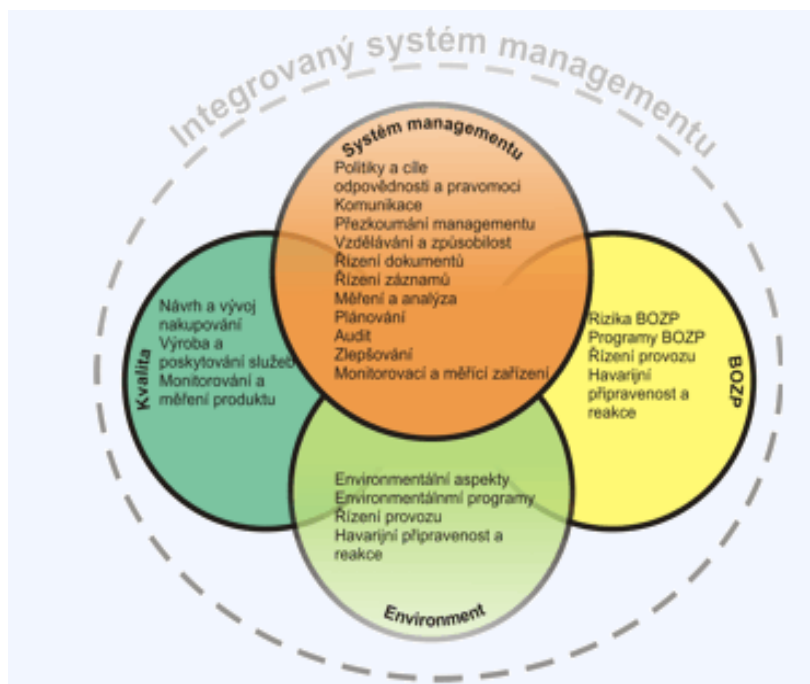 Integrovaný systém managementu
Systém managementu
Politiky a cíle
odpovědnosti a pravomoci
Komunikace
Přezkoumání managementu
Vzdělávání a způsobilost
Řízení dokumentů
Řízení záznamů
Měření a analýza
Plánování
Audit
Zlepšování
Monitorovací a měřící zařízení
Kvalita
Návrh a vývoj
nakupování
Výroba a
poskytování služeb
Monitorování a
měření produktu
Rizika BOZP
Programy BOZP
Řízení provozu
Havarijní
připravenost a
reakce
BOZP
Environmentální aspekty
Environmentálnmí programy
Řízení provozu
Havarijní připravenost a
reakce
Environment